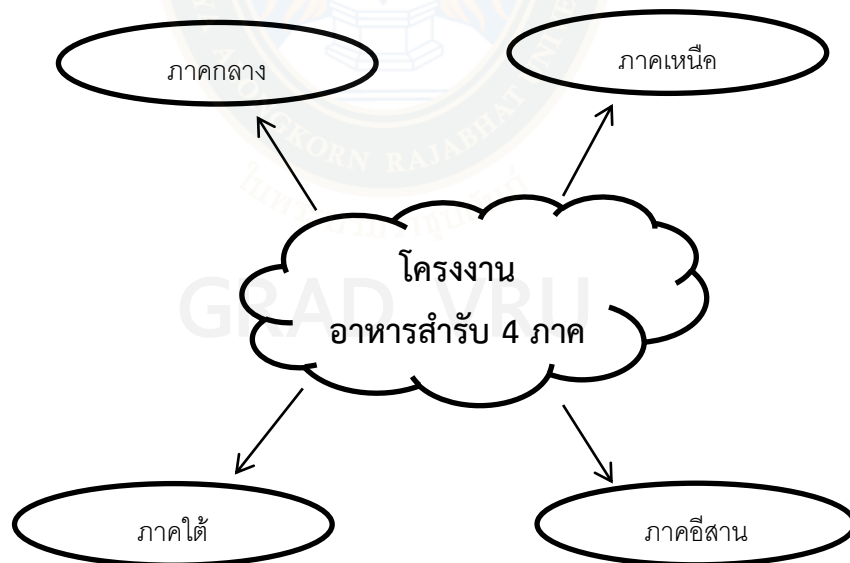 ภาคกลาง
ภาคเหนือ
โครงงาน
อาหารสำรับ 4 ภาค
GRAD VRU
ภาคใต้
ภาคอีสาน